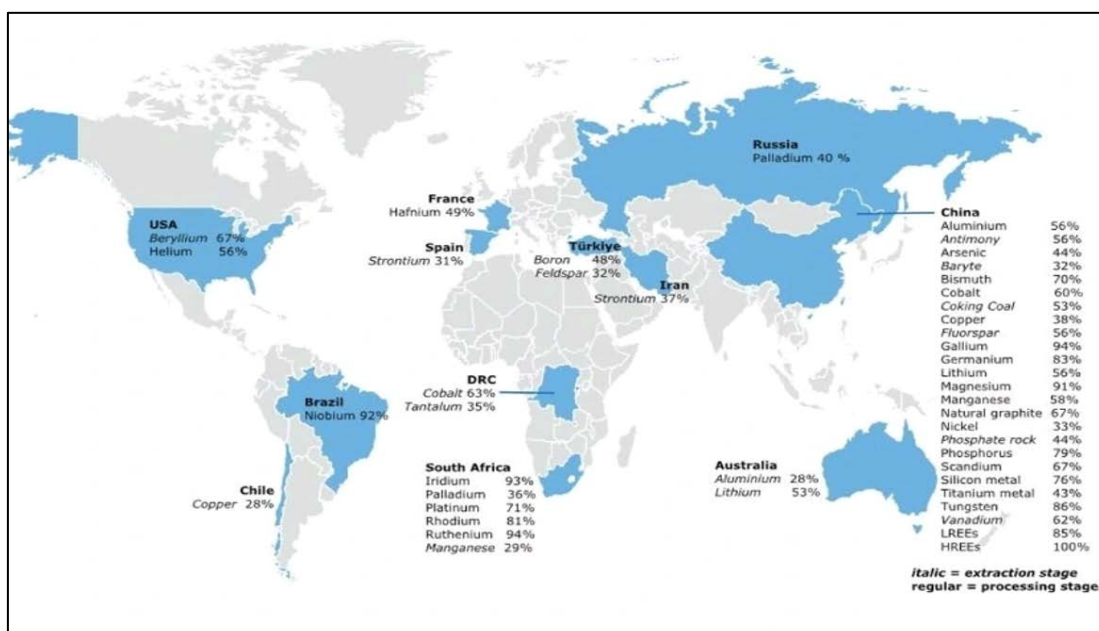 Russia
Palladium 40 %
France
Hafnium 49%
USA
Beryllium 67%
Helium 56%
Spain
Strontium 31%
Türkiye
Boron 48%
Feldspar 32%
Iran
Strontium 37%
China
Aluminium 56%
Antimony 56%
Arsenic 44%
Baryte 32%
Bismuth 70%
Cobalt 60%
Coking Coal 53%
Copper 38%
Fluorspar 56%
Gallium 94%
Germanium 83%
Lithium 56%
Magnesium 91%
Manganese 58%
Natural graphite 67%
Nickel 33%
Phosphate rock 44%
Phosphorus 79%
Scandium 67%
Silicon metal 76%
Titanium metal 43%
Tungsten 86%
Vanadium 62%
LREEs 85%
HREEs 100%
DRC
Cobalt 63%
Tantalum 35%
Brazil
Niobium 92%
Chile
Copper 28%
South Africa
Iridium 93%
Palladium 36%
Platinum 71%
Rhodium 81%
Ruthenium 94%
Manganese 29%
Australia
Aluminium 28%
Lithium 53%
italic = extraction stage
regular = processing stage